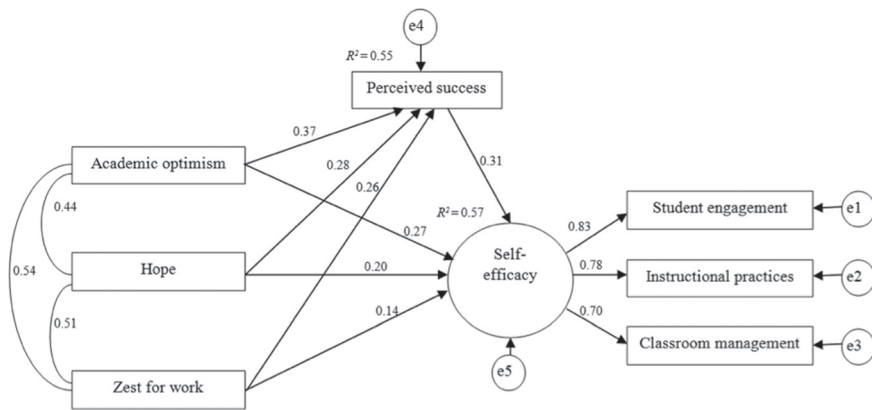 e4
R² = 0.55
Perceived success
0.37
Academic optimism
0.28
0.31
0.26
0.44
R² = 0.57
0.27
Student engagement
e1
0.83
0.54
Hope
0.20
Self-
efficacy
0.78
Instructional practices
e2
0.51
0.14
0.70
Classroom management
e3
Zest for work
e5